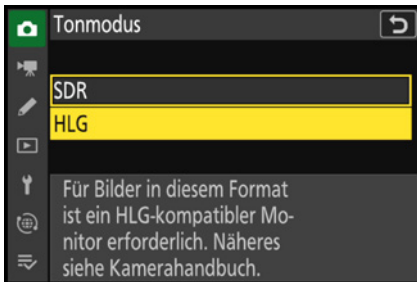 Tonmodus
SDR
HLG
Für Bilder in diesem Format
ist ein HLG-kompatibler Mo-
nitor erforderlich. Näheres
siehe Kamerahandbuch.